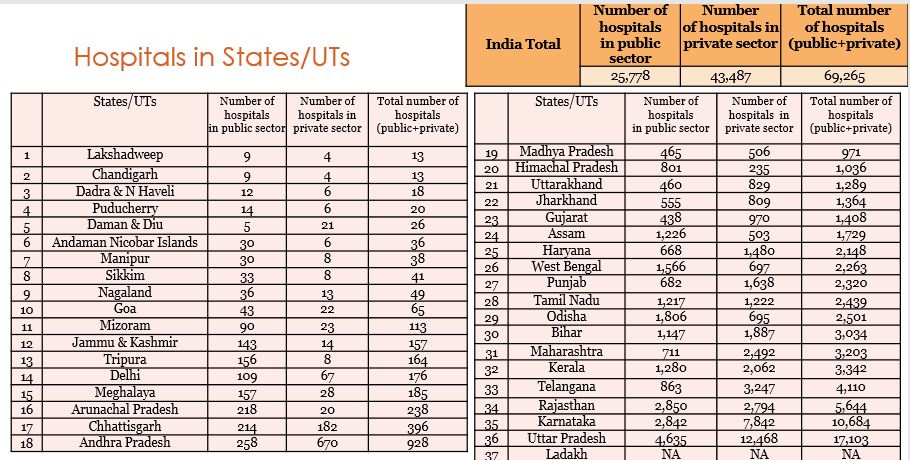 Hospitals in States/UTs
India Total
Number of hospitals in public sector
Number of hospitals in private sector
Total number of hospitals (public+private)
25,778 43,487 69,265
States/UTs
Number of hospitals in public sector
Number of hospitals in private sector
Total number of hospitals (public+private)
1 Lakshadweep 9 4 13
2 Chandigarh 9 4 13
3 Dadra & N Haveli 12 6 18
4 Puducherry 14 6 20
5 Daman & Diu 5 21 26
6 Andaman Nicobar Islands 30 6 36
7 Manipur 30 8 38
8 Sikkim 33 8 41
9 Nagaland 36 13 49
10 Goa 43 22 65
11 Mizoram 90 23 113
12 Jammu & Kashmir 143 14 157
13 Tripura 156 8 164
14 Delhi 109 67 176
15 Meghalaya 157 28 185
16 Arunachal Pradesh 218 20 238
17 Chhattisgarh 214 182 396
18 Andhra Pradesh 258 670 928
States/UTs
Number of hospitals in public sector
Number of hospitals in private sector
Total number of hospitals (public+private)
19 Madhya Pradesh 465 506 971
20 Himachal Pradesh 801 235 1,036
21 Uttarakhand 460 829 1,289
22 Jharkhand 555 809 1,364
23 Gujarat 438 970 1,408
24 Assam 1,226 503 1,729
25 Haryana 668 1,480 2,148
26 West Bengal 1,566 697 2,263
27 Punjab 682 1,638 2,320
28 Tamil Nadu 1,217 1,222 2,439
29 Odisha 1,806 695 2,501
30 Bihar 1,147 1,887 3,034
31 Maharashtra 711 2,492 3,203
32 Kerala 1,280 2,062 3,342
33 Telangana 863 3,247 4,110
34 Rajasthan 2,850 2,794 5,644
35 Karnataka 2,842 7,842 10,684
36 Uttar Pradesh 4,635 12,468 17,103
37 Ladakh NA NA NA